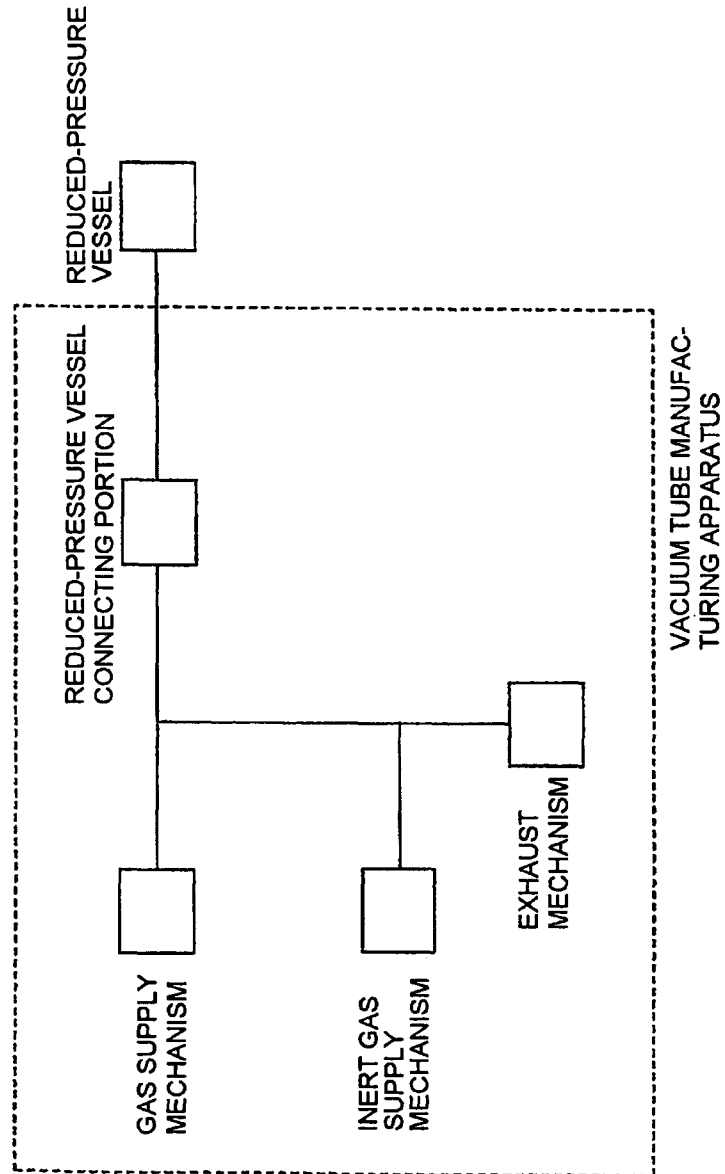 REDUCED-PRESSURE
VESSEL
REDUCED-PRESSURE VESSEL
CONNECTING PORTION
GAS SUPPLY
MECHANISM
INERT GAS
SUPPLY
MECHANISM
EXHAUST
MECHANISM
VACUUM TUBE MANUFAC-
TURING APPARATUS